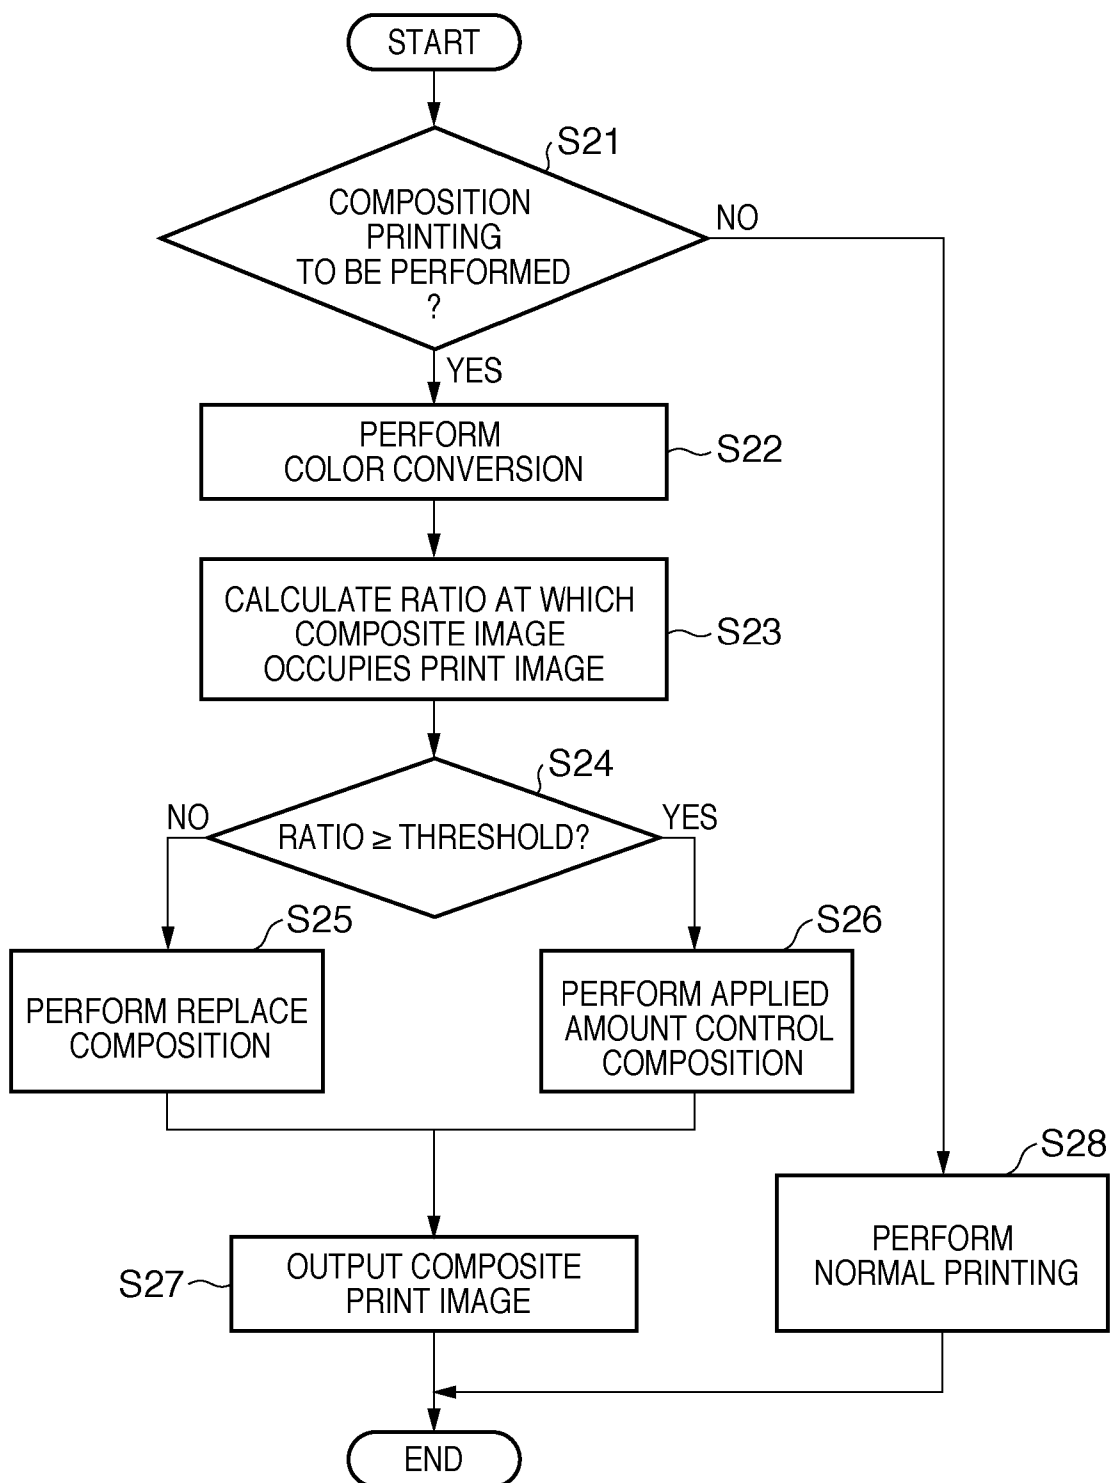 START
S21
COMPOSITION
PRINTING
TO BE PERFORMED
?
NO
YES
PERFORM
COLOR CONVERSION
S22
CALCULATE RATIO AT WHICH
COMPOSITE IMAGE
OCCUPIES PRINT IMAGE
S23
S24
RATIO ≥ THRESHOLD?
NO
YES
S25
PERFORM REPLACE
COMPOSITION
S26
PERFORM APPLIED
AMOUNT CONTROL
COMPOSITION
S27
OUTPUT COMPOSITE
PRINT IMAGE
S28
PERFORM
NORMAL PRINTING
END